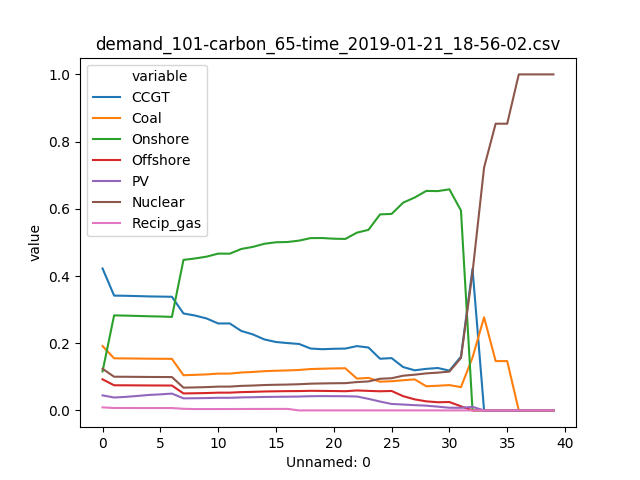 demand_101-carbon_65-time_2019-01-21_18-56-02.csv
1.0
0.8
0.6
0.4
0.2
0.0
value
variable
CCGT
Coal
Onshore
Offshore
PV
Nuclear
Recip_gas
0 5 10 15 20 25 30 35 40
Unnamed: 0